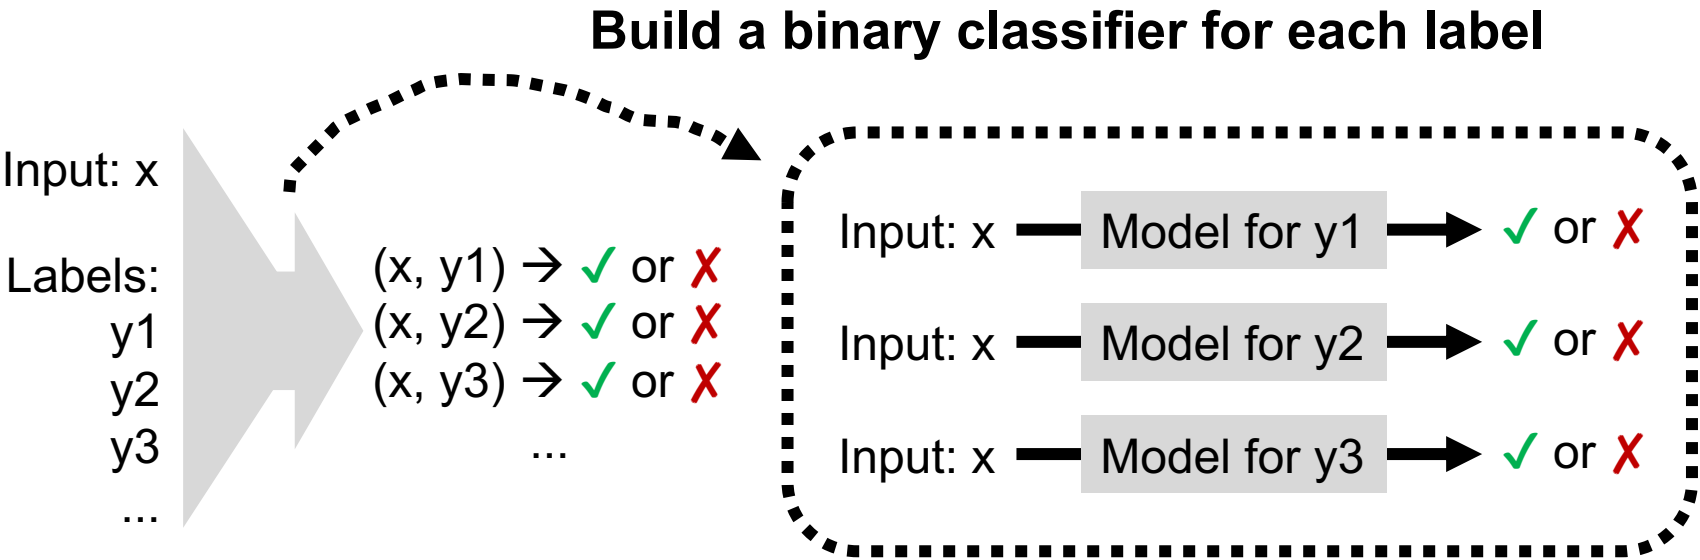 Build a binary classifier for each label
Input: x
Labels:
y1
y2
y3
...
(x, y1) → ✓ or ✗
(x, y2) → ✓ or ✗
(x, y3) → ✓ or ✗
...
Input: x Model for y1 ✓ or ✗
Input: x Model for y2 ✓ or ✗
Input: x Model for y3 ✓ or ✗